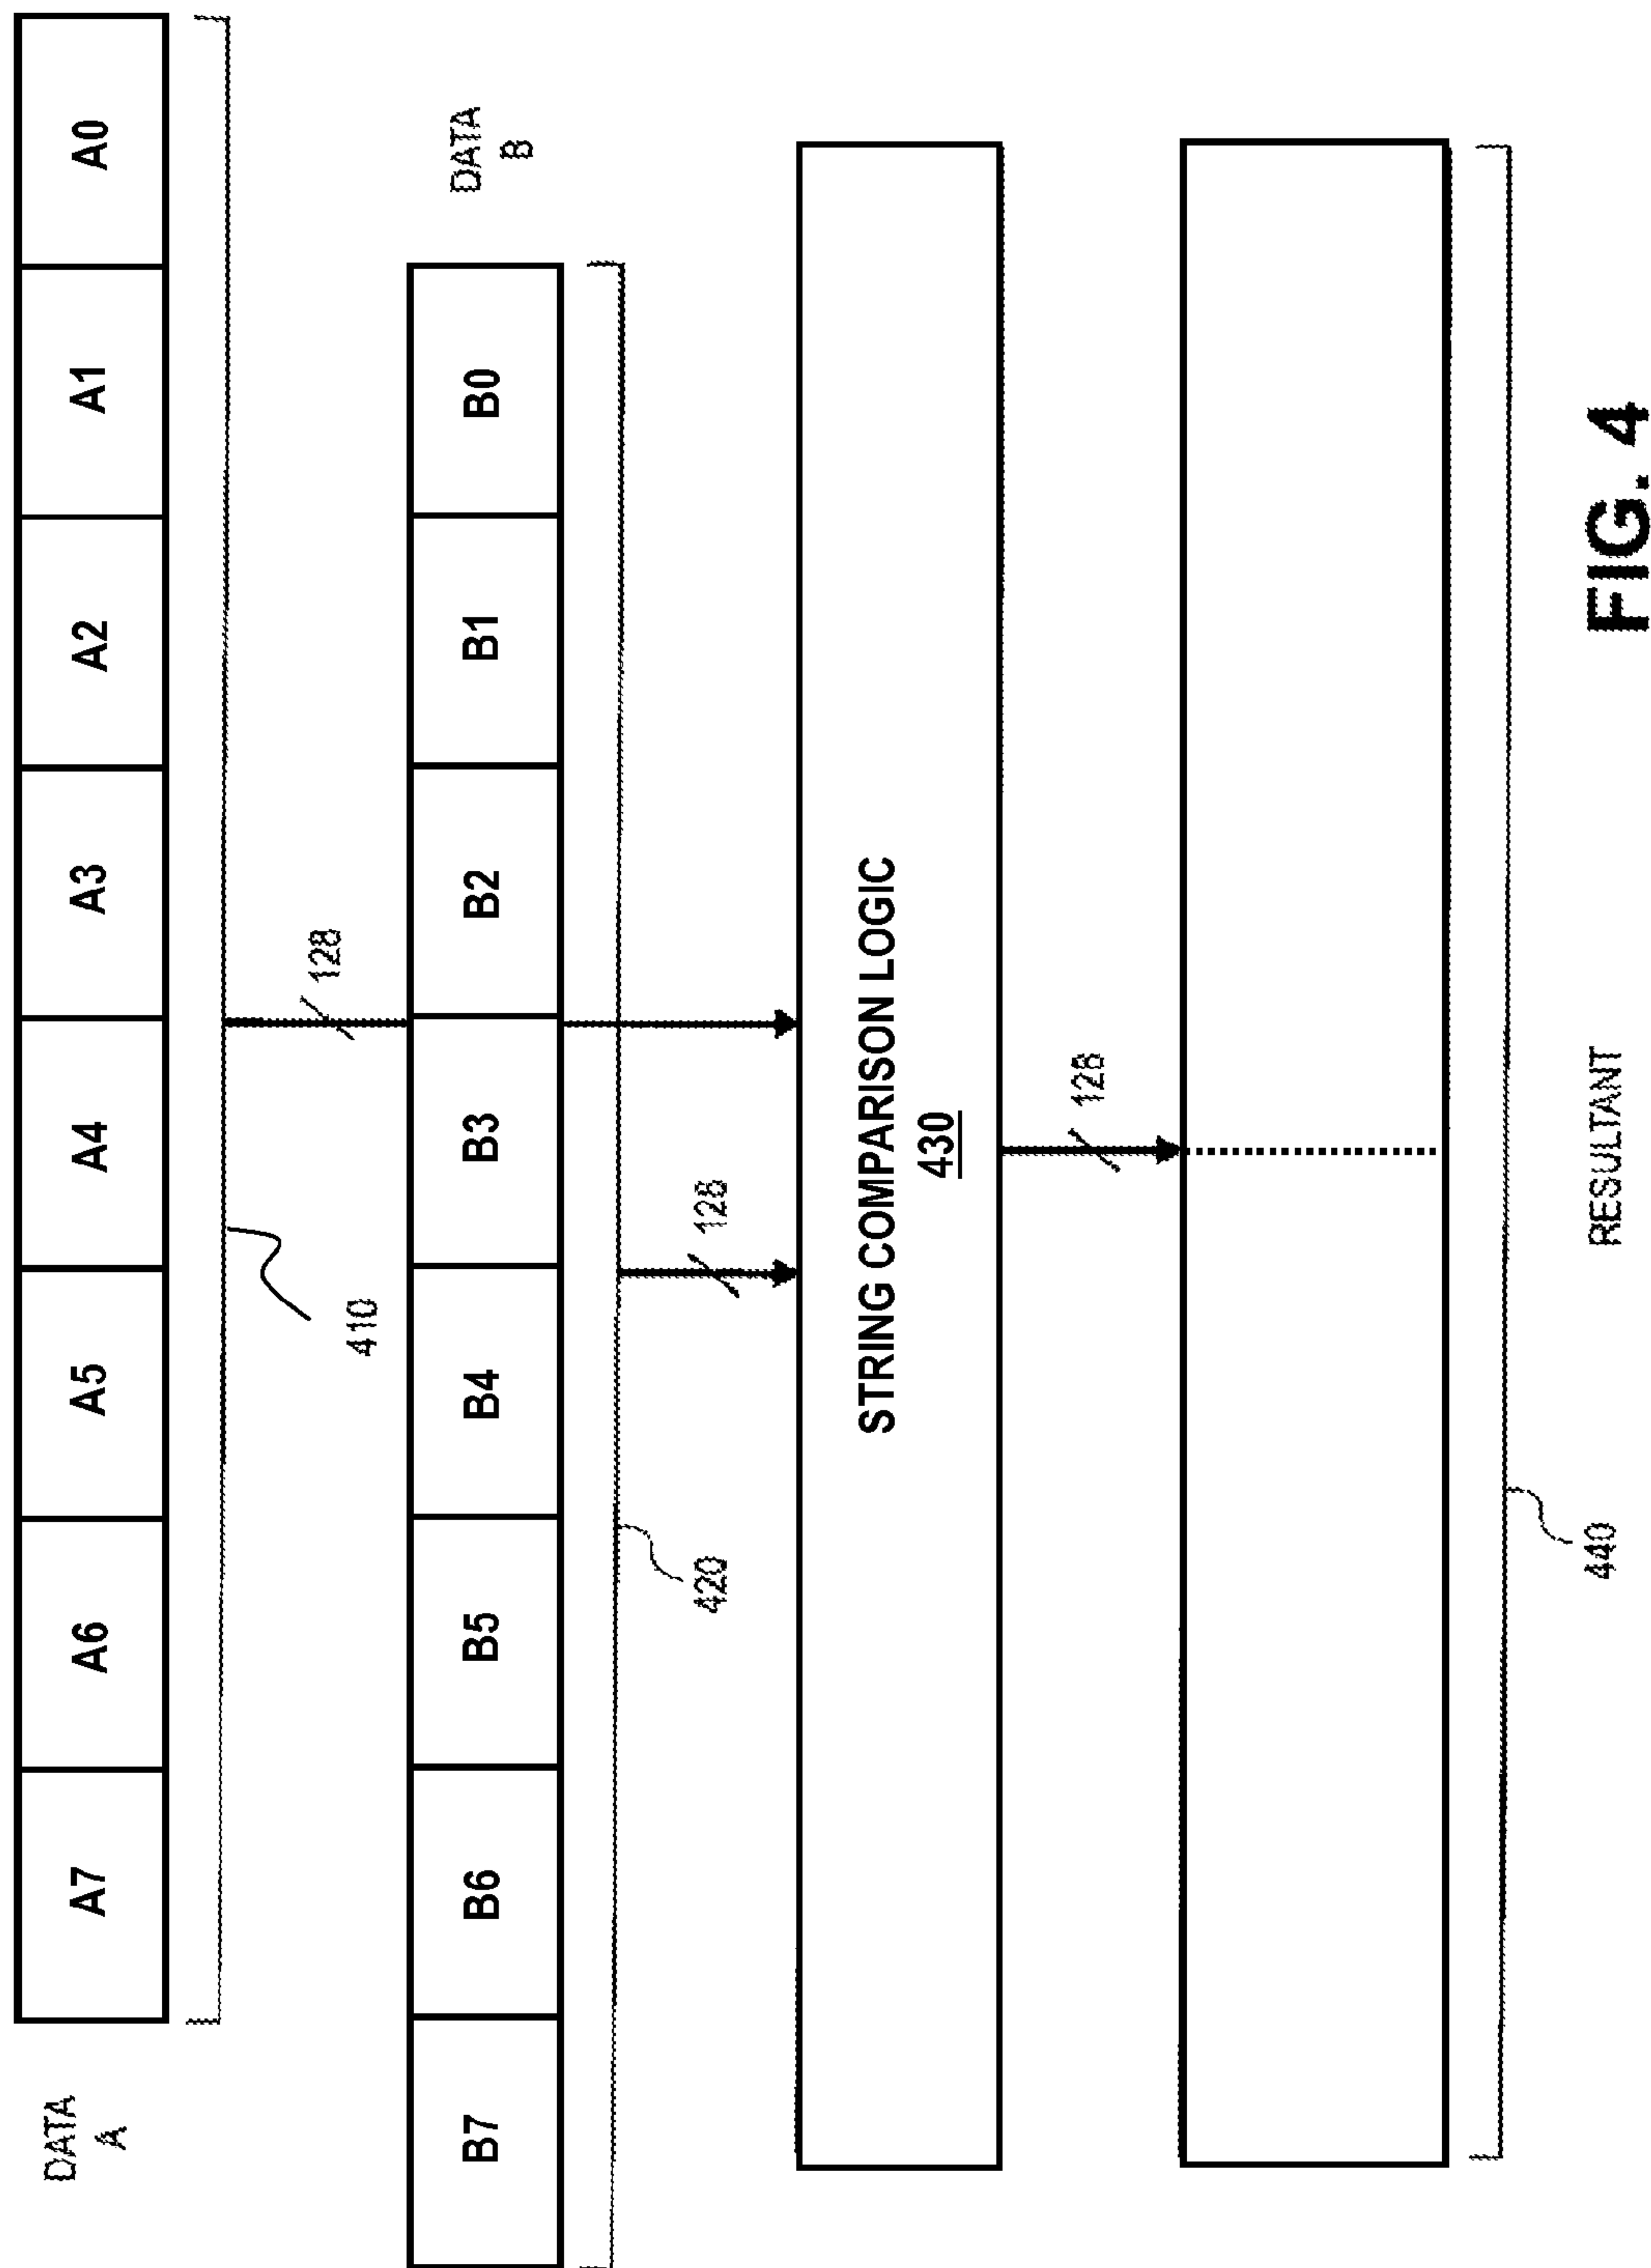 DATA
A
A7 A6 A5 A4 A3 A2 A1 A0
410
128
B7 B6 B5 B4 B3 B2 B1 B0
DATA
B
420
128
STRING COMPARISON LOGIC
430
128
440
RESULTANT
FIG. 4